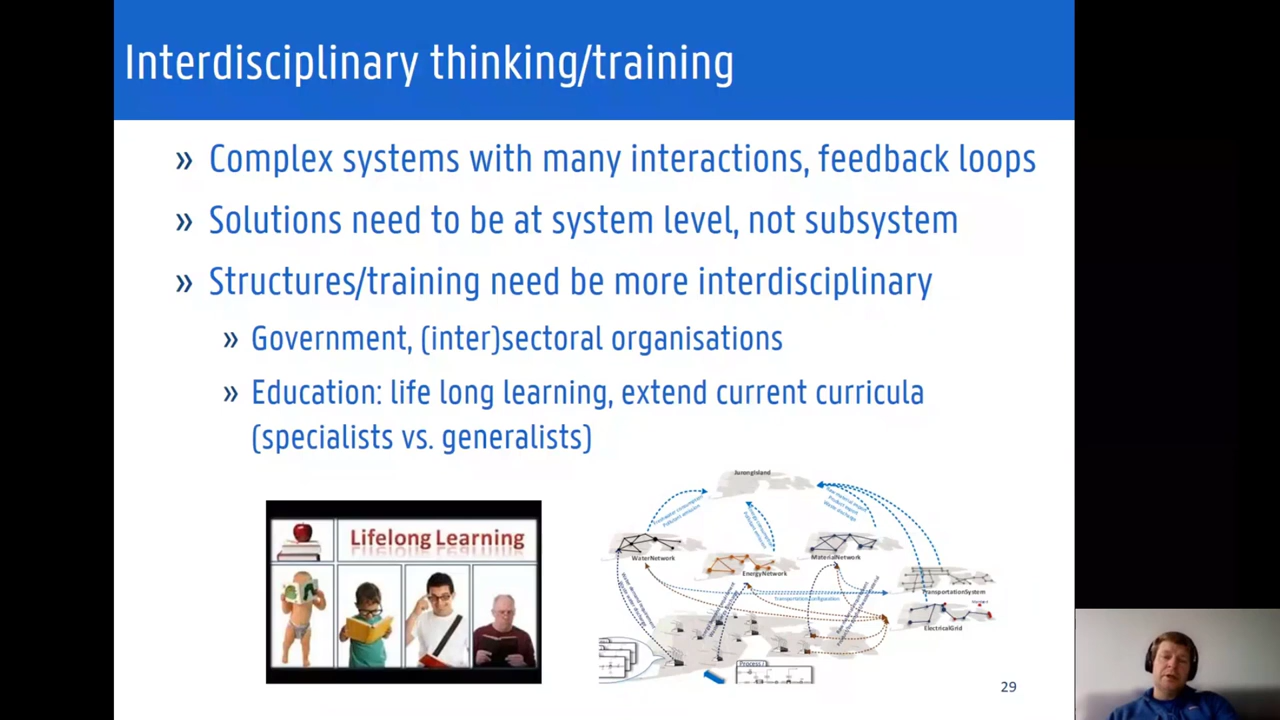 Interdisciplinary thinking/training
» Complex systems with many interactions, feedback loops
» Solutions need to be at system level, not subsystem
» Structures/training need be more interdisciplinary
» Government, (inter)sectoral organisations
» Education: life long learning, extend current curricula
(specialists vs. generalists)
Lifelong Learning
JurongIsland
WaterNetwork
EnergyNetwork
MaterialNetwork
TransportationSystem
ElectricalGrid
Transportation configuration
29